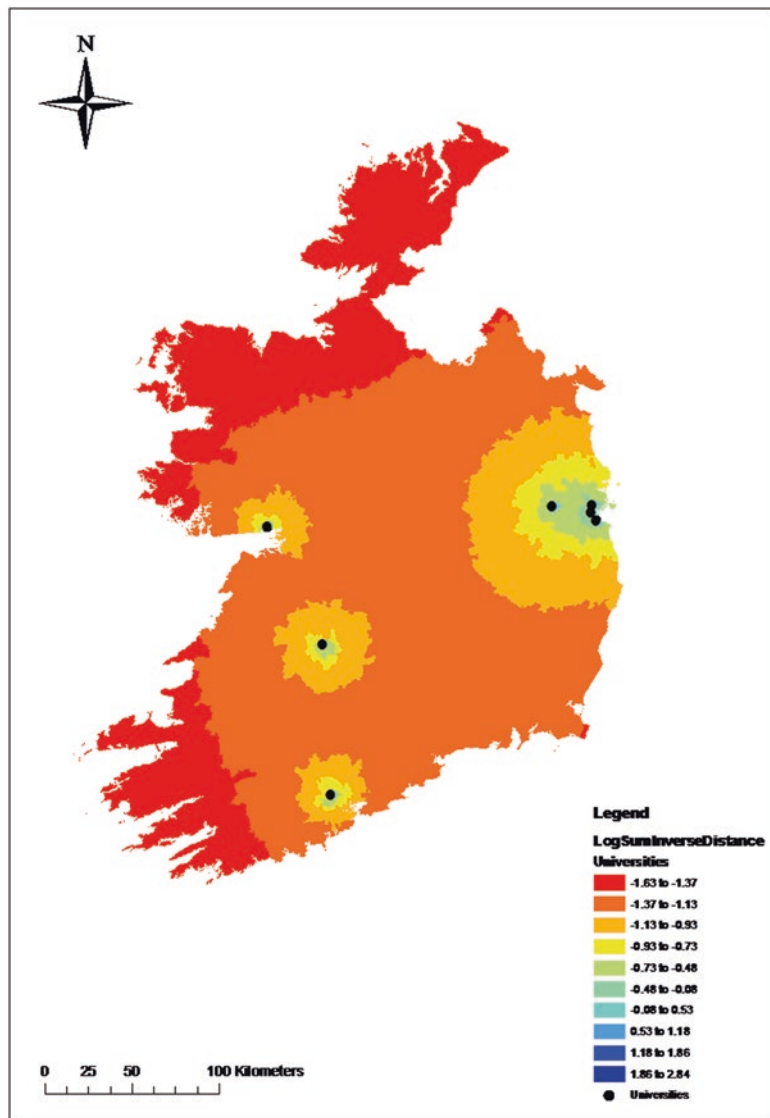 N
Legend
LogSumInverseDistance
Universities
-1.63 to -1.37
-1.37 to -1.13
-1.13 to -0.93
-0.93 to -0.73
-0.73 to -0.48
-0.48 to -0.08
-0.08 to 0.53
0.53 to 1.18
1.18 to 1.86
1.86 to 2.84
Universities
0 25 50 100 Kilometers